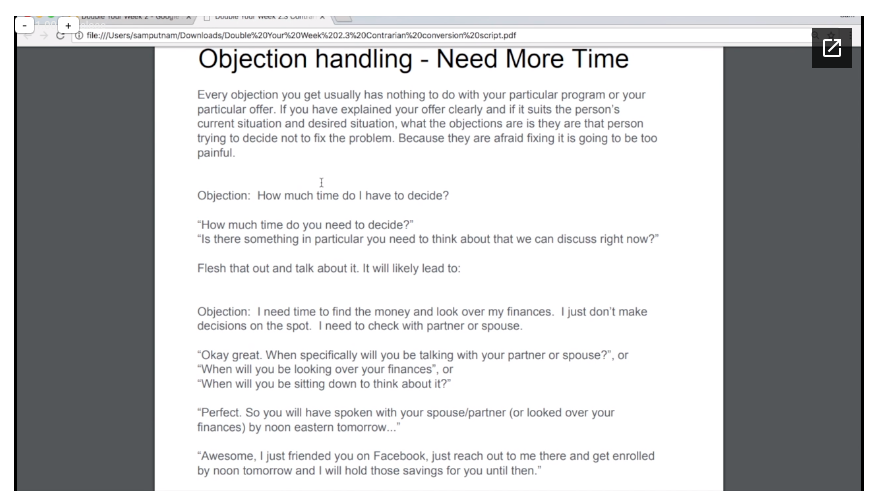 Double Your Week 2 - Google
Double Your Week 2.3 Contra
- +
file:///Users/samputnam/Downloads/Double%20Your%20Week%202.3%20Contrarian%20conversion%20script.pdf
Objection handling - Need More Time
Every objection you get usually has nothing to do with your particular program or your
particular offer. If you have explained your offer clearly and if it suits the person's
current situation and desired situation, what the objections are is they are that person
trying to decide not to fix the problem. Because they are afraid fixing it is going to be too
painful.
Objection:  How much time do I have to decide?
“How much time do you need to decide?”
“Is there something in particular you need to think about that we can discuss right now?”
Flesh that out and talk about it. It will likely lead to:
Objection:  I need time to find the money and look over my finances.  I just don't make
decisions on the spot.  I need to check with partner or spouse.
“Okay great. When specifically will you be talking with your partner or spouse?”, or
“When will you be looking over your finances”, or
“When will you be sitting down to think about it?”
“Perfect. So you will have spoken with your spouse/partner (or looked over your
finances) by noon eastern tomorrow...”
“Awesome, I just friended you on Facebook, just reach out to me there and get enrolled
by noon tomorrow and I will hold those savings for you until then.”